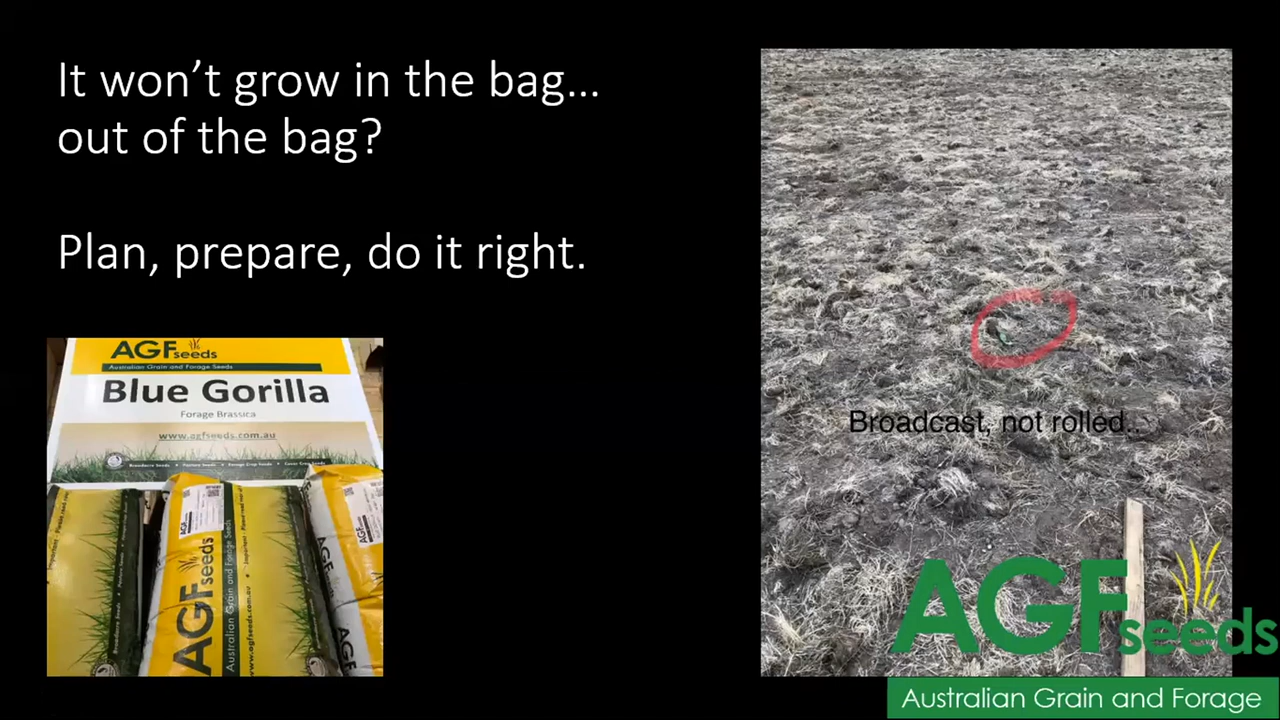 It won't grow in the bag...
out of the bag?
Plan, prepare, do it right.
AGFseeds
Australian Grain and Forage Seeds
Blue Gorilla
Forage Brassica
www.agfseeds.com.au
AGFseeds
Australian Grain and Forage Seeds
www.agfseeds.com.au
AGF
AGF
Broadcast, not rolled..
AGFseeds
Australian Grain and Forage